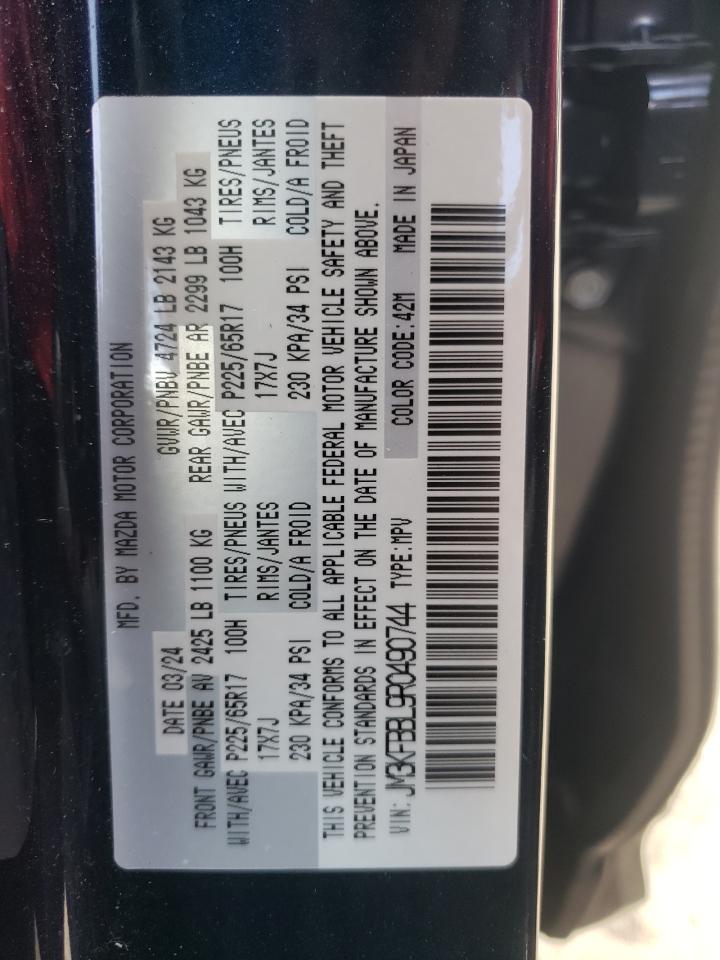 MFD. BY MAZDA MOTOR CORPORATION
DATE 03/24 GVWR/PNBV 4724 LB 2143 KG
FRONT GAWR/PNBE AV 2425 LB 1100 KG REAR GAWR/PNBE AR 2299 LB 1043 KG
WITH/AVEC P225/65R17 100H TIRES/PNEUS WITH/AVEC P225/65R17 100H TIRES/PNEUS
17X7J RIMS/JANTES 17X7J RIMS/JANTES
230 KPA/34 PSI COLD/A FROID 230 KPA/34 PSI COLD/A FROID
THIS VEHICLE CONFORMS TO ALL APPLICABLE FEDERAL MOTOR VEHICLE SAFETY AND THEFT
PREVENTION STANDARDS IN EFFECT ON THE DATE OF MANUFACTURE SHOWN ABOVE.
VIN: JM3KFBBL9R0490744 TYPE:MPV COLOR CODE:42M MADE IN JAPAN